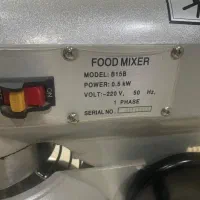 FOOD MIXER
MODEL: B15B
POWER: 0.6 kW
VOLT: ~220 V, 50 Hz,
1 PHASE
SERIAL NO